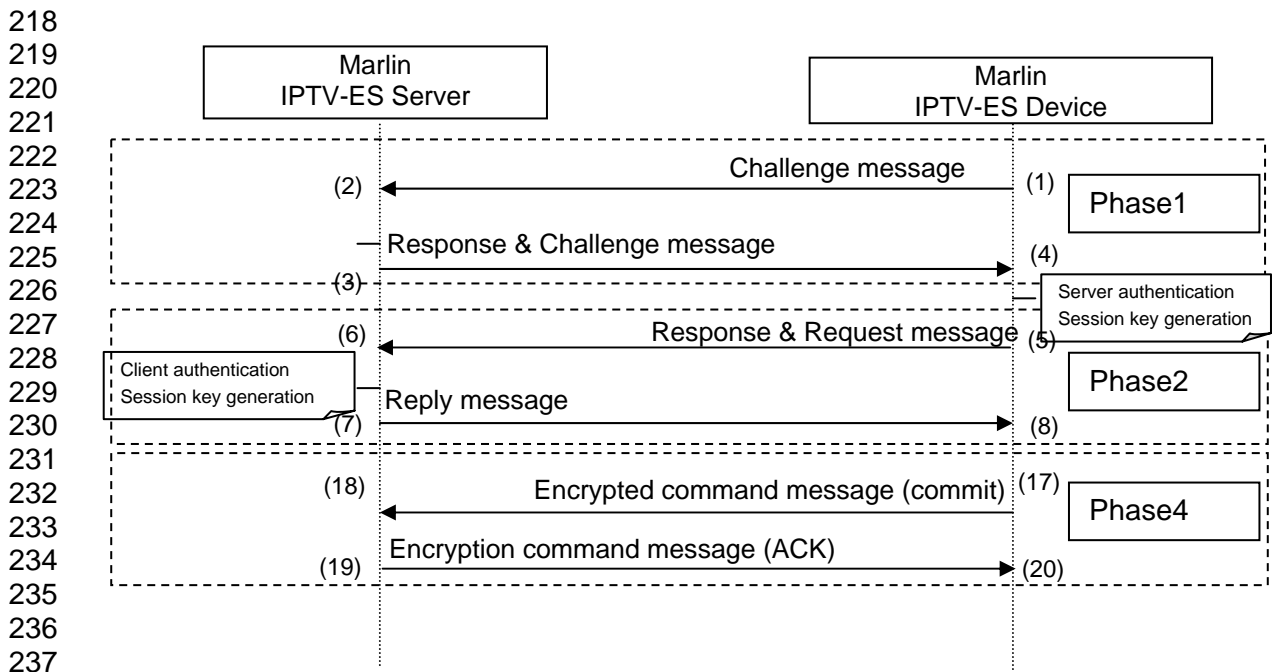 218
219
220
221
222
223
224
225
226
227
228
229
230
231
232
233
234
235
236
237
Marlin
IPTV-ES Server
Marlin
IPTV-ES Device
Challenge message
(2)
(1)
Phase1
Response & Challenge message
(4)
(3)
Server authentication
Session key generation
(6)
Response & Request message
(5)
Client authentication
Session key generation
Phase2
Reply message
(7)
(8)
(18)
Encrypted command message (commit)
(17)
Phase4
Encryption command message (ACK)
(19)
(20)